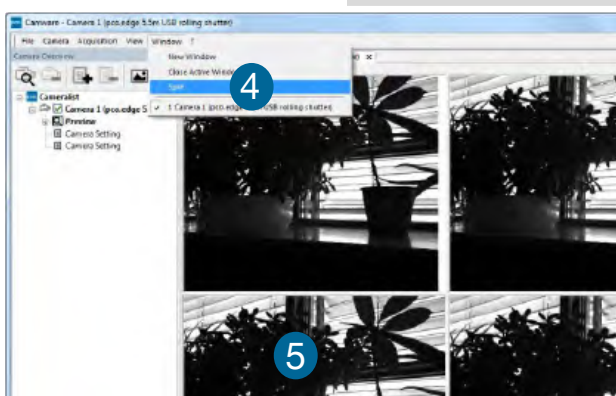 Camware - Camera 1 (pco.edge 5.5m USB rolling shutter)
File Camera Acquisition View Window ?
Camera Overview
New Window
Close Active Window
Split
4
✓ 1 Camera 1 (pco.edge USB rolling shutter)
Cameralist
Camera 1 (pco.edge 5
Preview
Camera Setting
Camera Setting
5